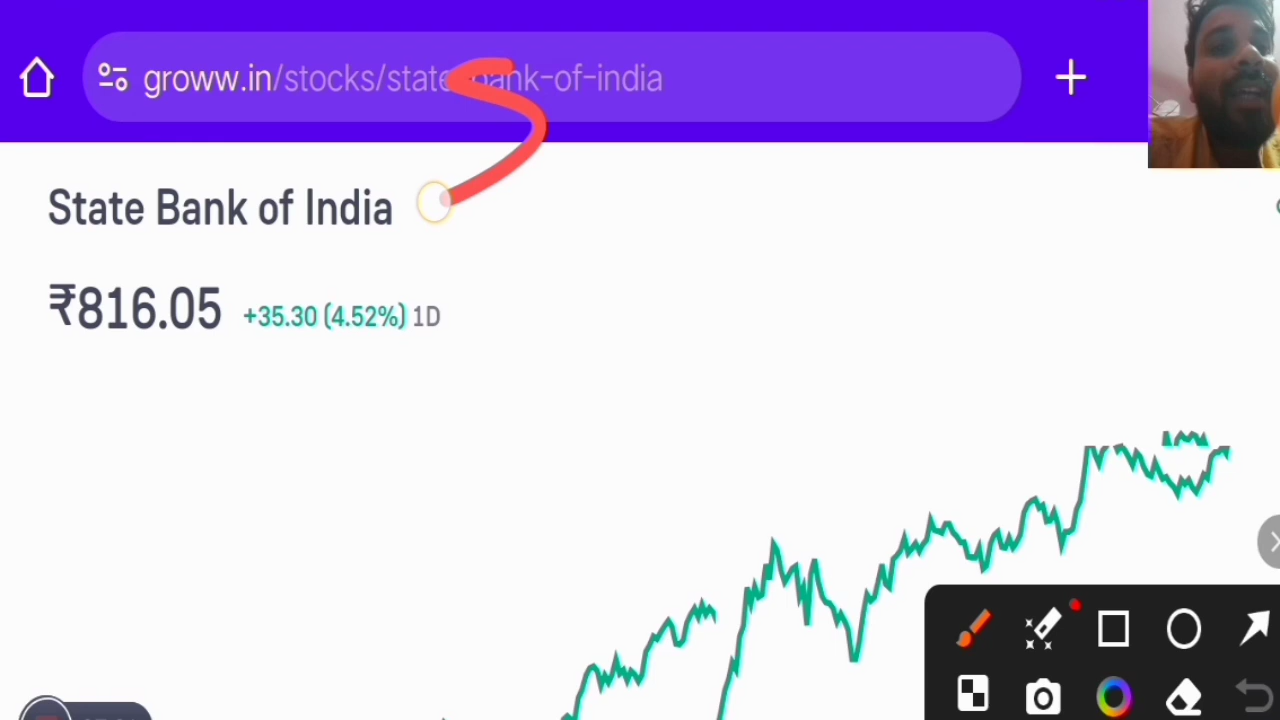 groww.in/stocks/state-bank-of-india
State Bank of India
₹816.05 +35.30 (4.52%) 1D